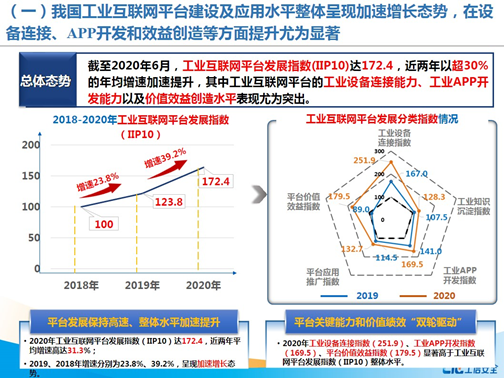 （一）我国工业互联网平台建设及应用水平整体呈现加速增长态势，在设
备连接、APP开发和效益创造等方面提升尤为显著
总体态势
截至2020年6月，工业互联网平台发展指数(IIP10)达172.4，近两年以超30%
的年均增速加速提升，其中工业互联网平台的工业设备连接能力、工业APP开
发能力以及价值效益创造水平表现尤为突出。
2018-2020年工业互联网平台发展指数
（IIP10）
200
150
100
50
0
增速23.8%
增速39.2%
100
123.8
172.4
2018年
2019年
2020年
工业互联网平台发展分类指数情况
工业设备
连接指数
300
200
100
0
251.9
167.0
平台价值
效益指数
179.5
89.0
128.3
107.5
工业知识
沉淀指数
132.7
114.5
141.0
169.5
平台应用
推广指数
工业APP
开发指数
2019
2020
平台发展保持高速、整体水平加速提升
• 2020年工业互联网平台发展指数（IIP10）达172.4，近两年平
均增速高达31.3%；
• 2019、2018年增速分别为23.8%、39.2%，呈现加速增长态
势。
平台关键能力和价值绩效“双轮驱动”
• 2020年工业设备连接指数（251.9）、工业APP开发指数
（169.5）、平台价值效益指数（179.5）显著高于工业互联
网平台发展指数（IIP10）整体水平。
CIC工信安全